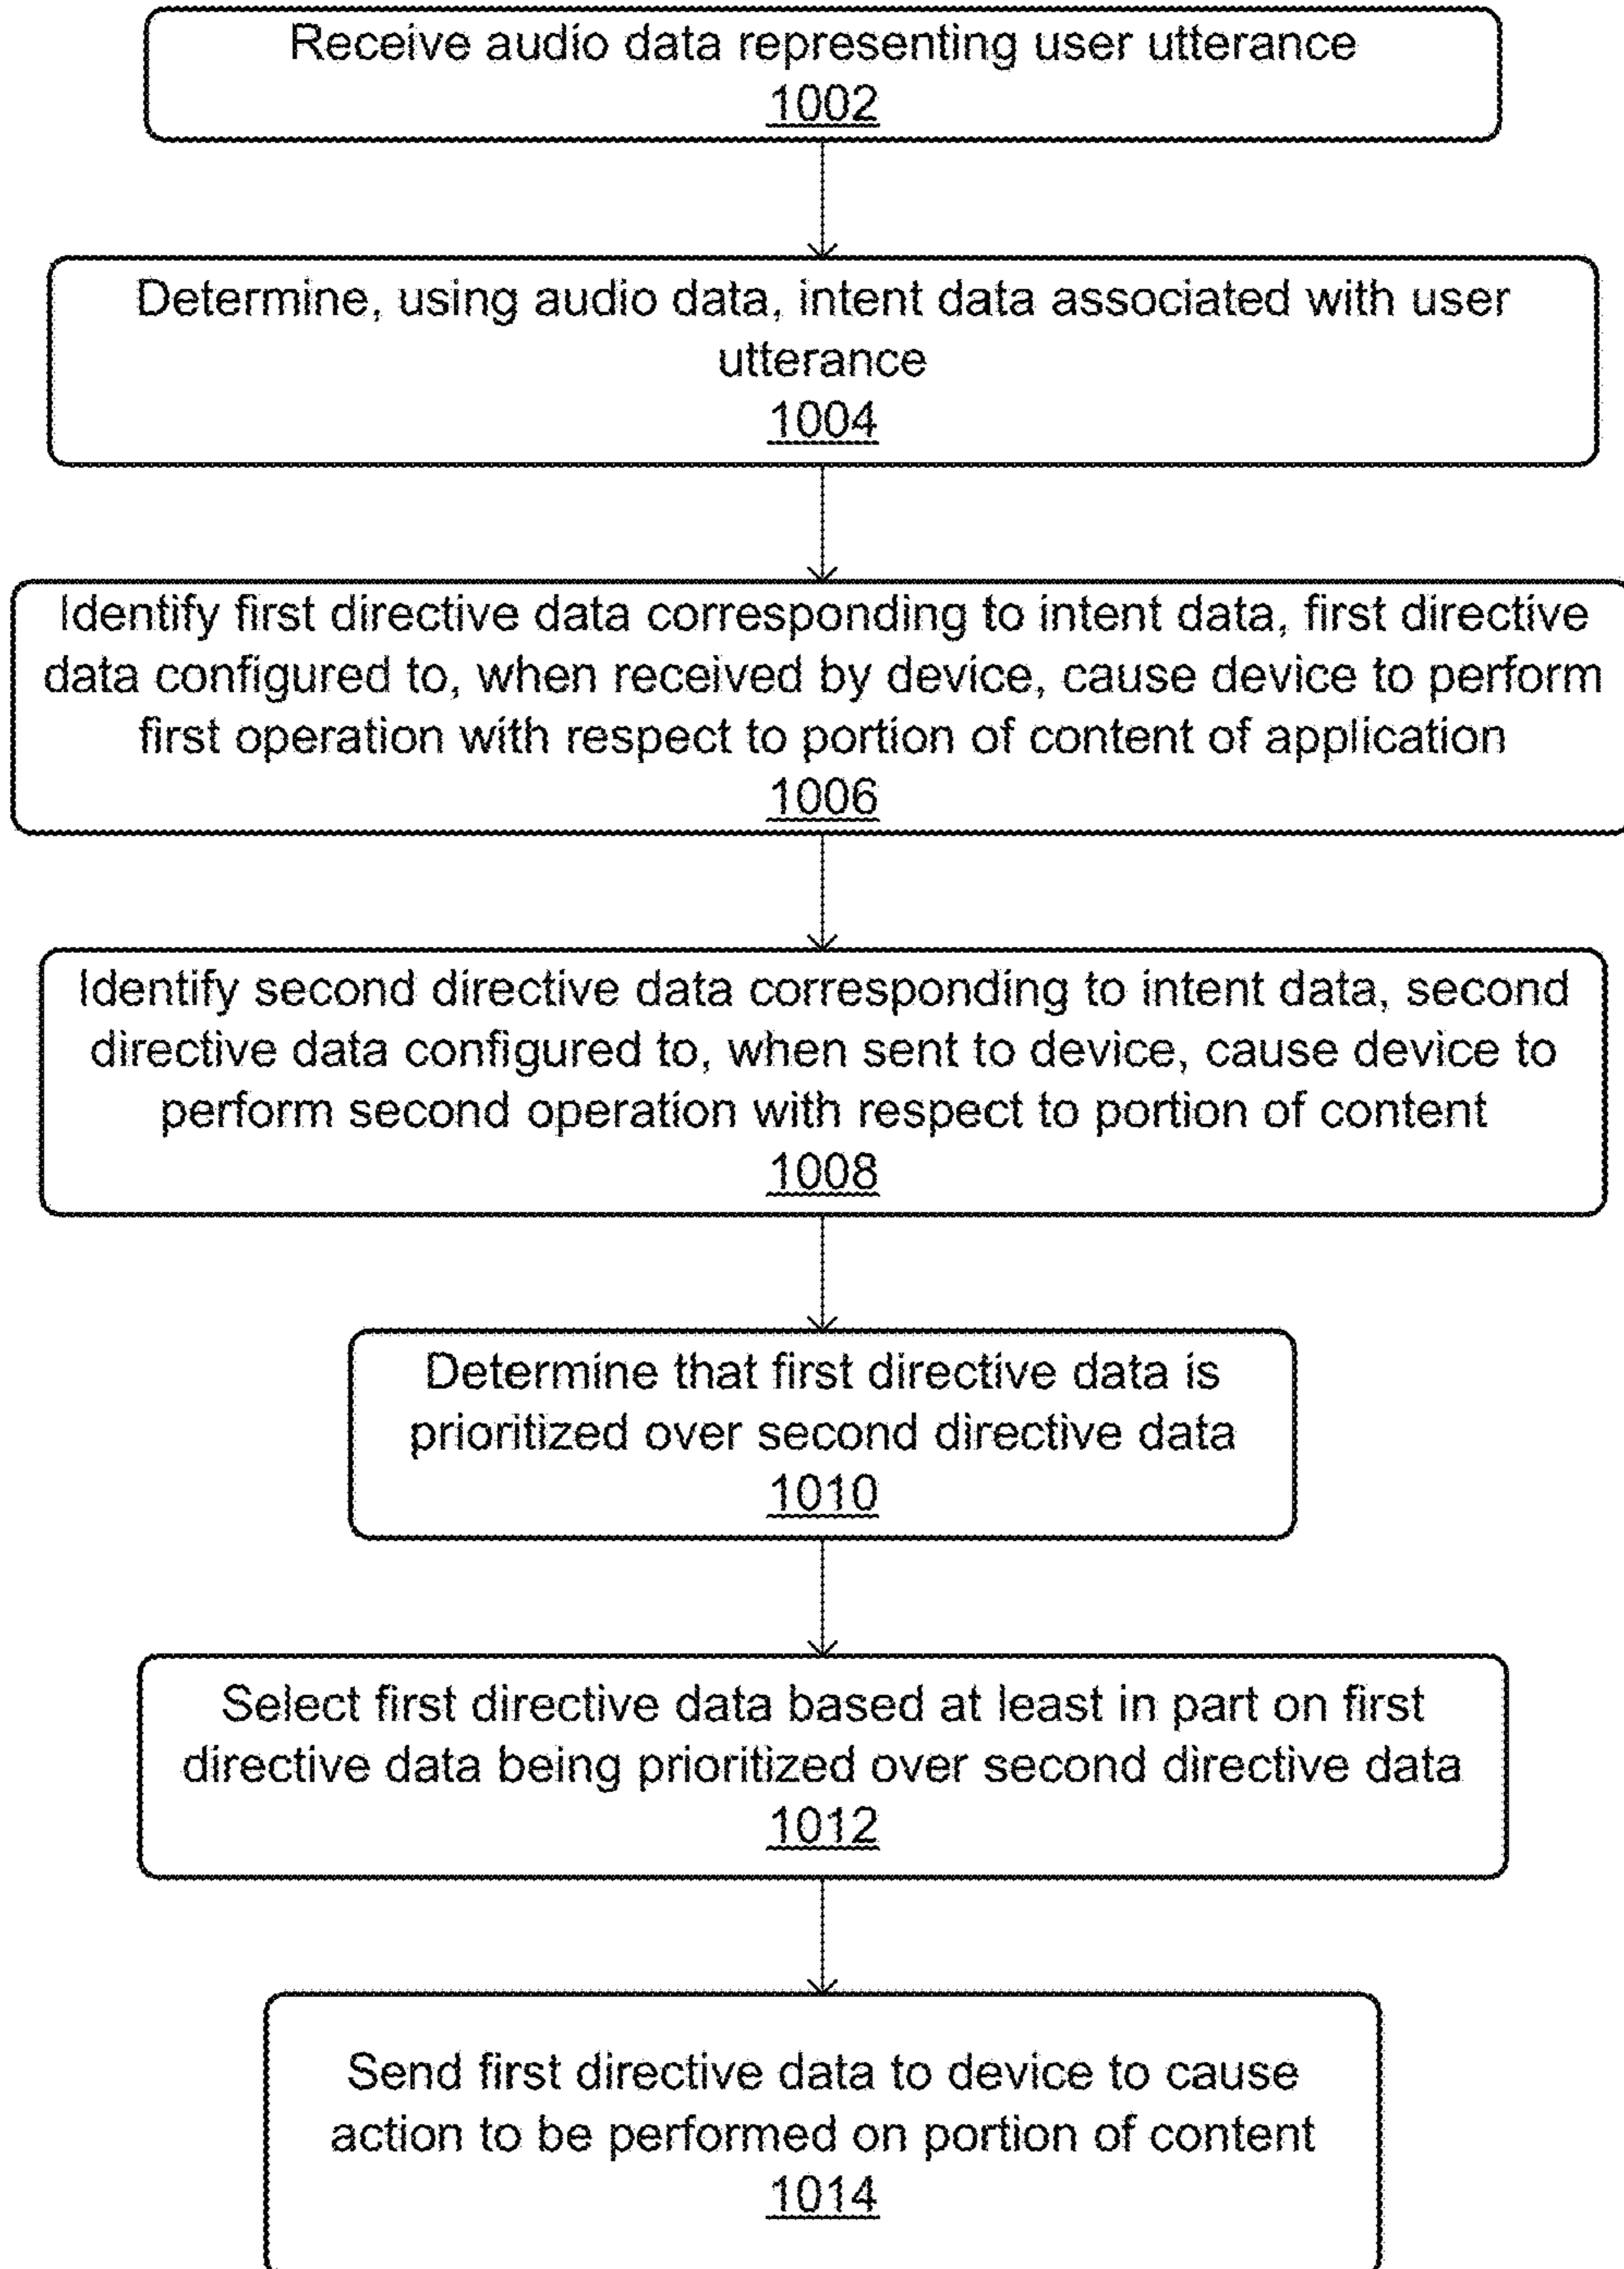 Receive audio data representing user utterance
1002
Determine, using audio data, intent data associated with user
utterance
1004
Identify first directive data corresponding to intent data, first directive
data configured to, when received by device, cause device to perform
first operation with respect to portion of content of application
1006
Identify second directive data corresponding to intent data, second
directive data configured to, when sent to device, cause device to
perform second operation with respect to portion of content
1008
Determine that first directive data is
prioritized over second directive data
1010
Select first directive data based at least in part on first
directive data being prioritized over second directive data
1012
Send first directive data to device to cause
action to be performed on portion of content
1014